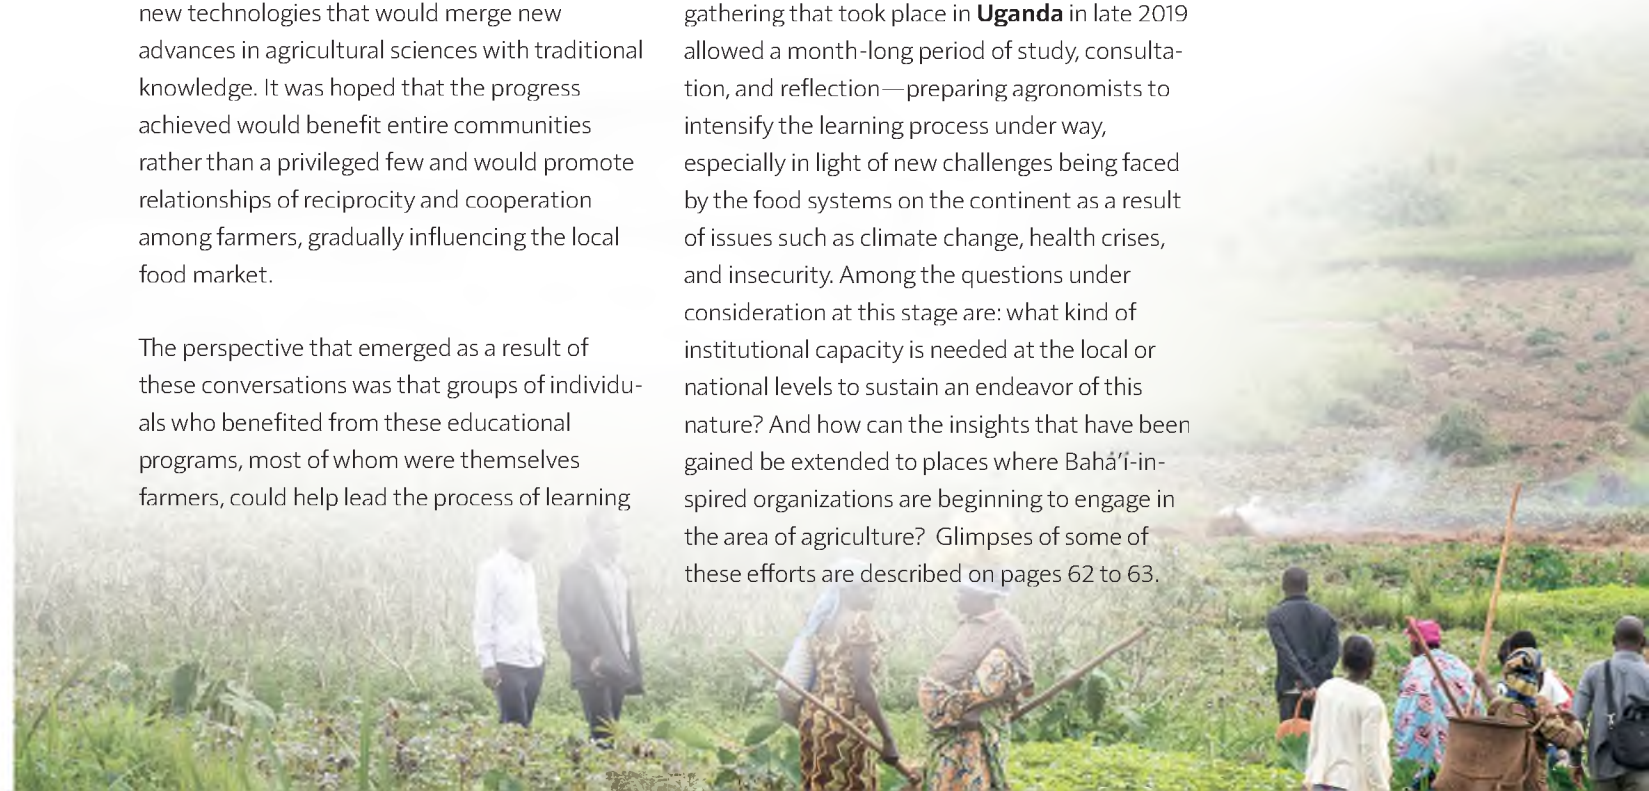 new technologies that would merge new
advances in agricultural sciences with traditional
knowledge. It was hoped that the progress
achieved would benefit entire communities
rather than a privileged few and would promote
relationships of reciprocity and cooperation
among farmers, gradually influencing the local
food market.
The perspective that emerged as a result of
these conversations was that groups of individu-
als who benefited from these educational
programs, most of whom were themselves
farmers, could help lead the process of learning
gathering that took place in Uganda in late 2019
allowed a month-long period of study, consulta-
tion, and reflection—preparing agronomists to
intensify the learning process under way,
especially in light of new challenges being faced
by the food systems on the continent as a result
of issues such as climate change, health crises,
and insecurity. Among the questions under
consideration at this stage are: what kind of
institutional capacity is needed at the local or
national levels to sustain an endeavor of this
nature? And how can the insights that have been
gained be extended to places where Bahá’í-in-
spired organizations are beginning to engage in
the area of agriculture?  Glimpses of some of
these efforts are described on pages 62 to 63.